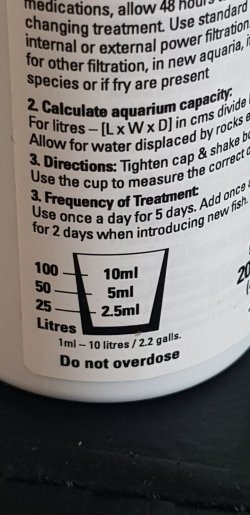 medications, allow 48 hours
changing treatment. Use standard
internal or external power filtration.
for other filtration, in new aquaria,
species or if fry are present
2. Calculate aquarium capacity:
For litres – [L x W x D] in cms divide
Allow for water displaced by rocks
3. Directions: Tighten cap & shake
Use the cup to measure the correct
3. Frequency of Treatment:
Use once a day for 5 days. Add once
for 2 days when introducing new fish.
100 10ml
50 5ml
25 2.5ml
Litres
1ml – 10 litres / 2.2 galls.
Do not overdose
20